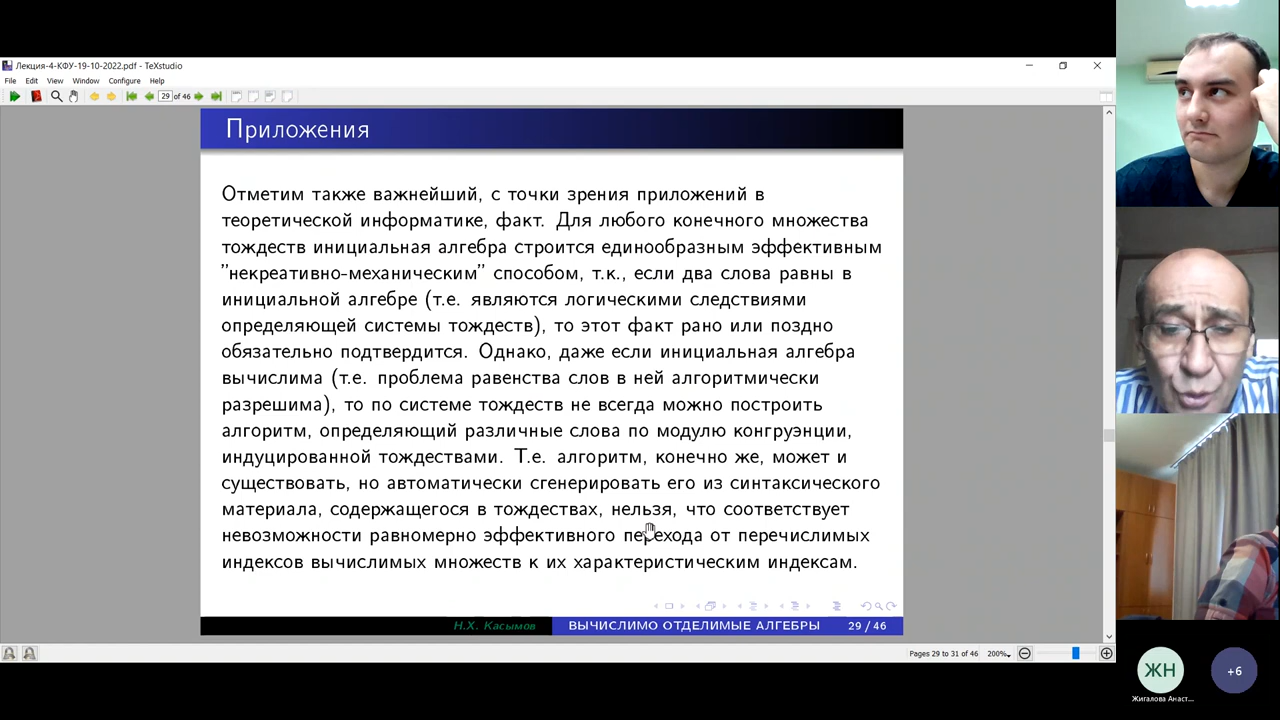 Лекция-4-КФУ-19-10-2022.pdf - TeXstudio
File Edit View Window Configure Help
29 of 46
Приложения
Отметим также важнейший, с точки зрения приложений в
теоретической информатике, факт. Для любого конечного множества
тождеств инициальная алгебра строится единообразным эффективным
"некреативно-механическим" способом, т.к., если два слова равны в
инициальной алгебре (т.е. являются логическими следствиями
определяющей системы тождеств), то этот факт рано или поздно
обязательно подтвердится. Однако, даже если инициальная алгебра
вычислима (т.е. проблема равенства слов в ней алгоритмически
разрешима), то по системе тождеств не всегда можно построить
алгоритм, определяющий различные слова по модулю конгруэнции,
индуцированной тождествами. Т.е. алгоритм, конечно же, может и
существовать, но автоматически сгенерировать его из синтаксического
материала, содержащегося в тождествах, нельзя, что соответствует
невозможности равномерно эффективного перехода от перечислимых
индексов вычислимых множеств к их характеристическим индексам.
Н.Х. Касымов ВЫЧИСЛИМО ОТДЕЛИМЫЕ АЛГЕБРЫ 29 / 46
Pages 29 to 31 of 46 200%
ЖН
+6
Жигалова Анаст...